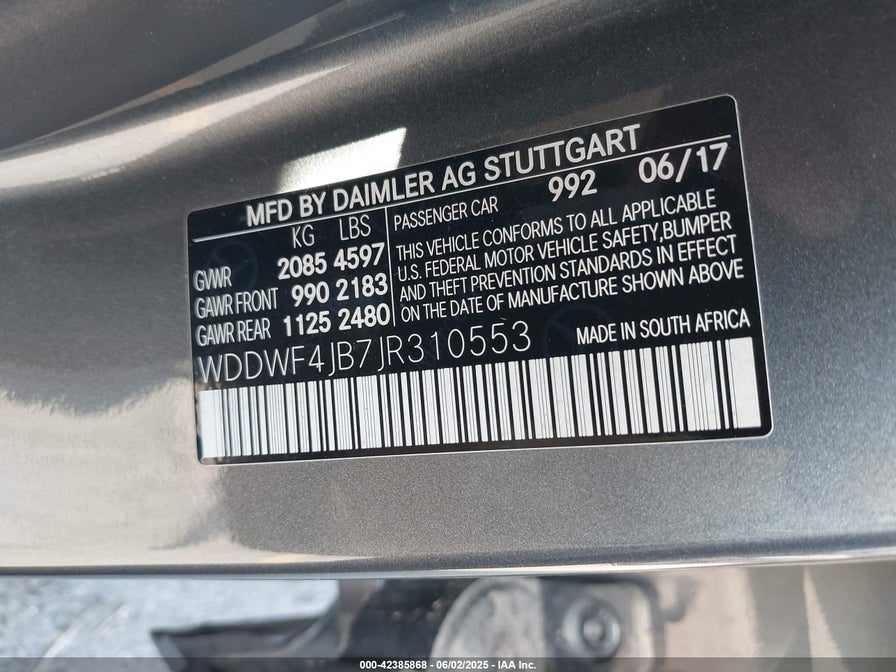 MFD BY DAIMLER AG STUTTGART
992 06/17
KG LBS
GVWR 2085 4597
GAWR FRONT 990 2183
GAWR REAR 1125 2480
PASSENGER CAR
THIS VEHICLE CONFORMS TO ALL APPLICABLE
U.S. FEDERAL MOTOR VEHICLE SAFETY,BUMPER
AND THEFT PREVENTION STANDARDS IN EFFECT
ON THE DATE OF MANUFACTURE SHOWN ABOVE
WDDWF4JB7JR310553
MADE IN SOUTH AFRICA
000-42385868 - 06/02/2025 - IAA Inc.